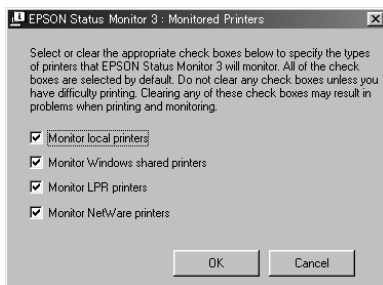 EPSON Status Monitor 3 : Monitored Printers
Select or clear the appropriate check boxes below to specify the types
of printers that EPSON Status Monitor 3 will monitor. All of the check
boxes are selected by default. Do not clear any check boxes unless you
have difficulty printing. Clearing any of these check boxes may result in
problems when printing and monitoring.
Monitor local printers
Monitor Windows shared printers
Monitor LPR printers
Monitor NetWare printers
OK
Cancel